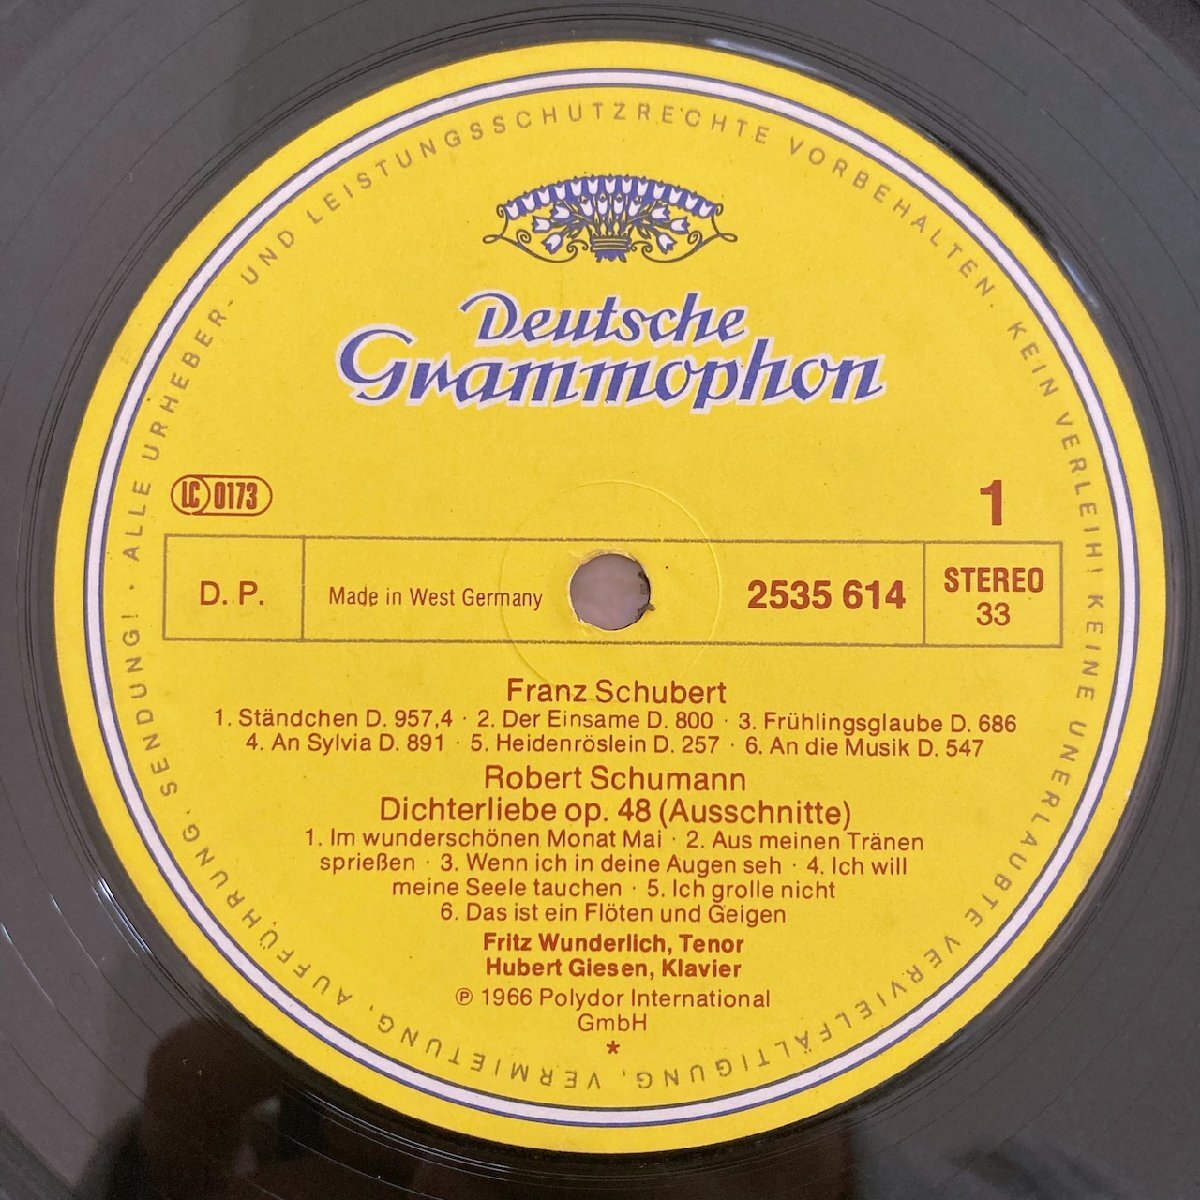 ALLE URHEBER- UND LEISTUNGSSCHUTZRECHTE VORBEHALTEN. KEIN VERLEIH! KEINE UNERLAUBTE VERVIELFÄLTIGUNG, VERMIETUNG, AUFFÜHRUNG, SENDUNG! ·
Deutsche
Grammophon
LC 0173
1
D. P.
Made in West Germany
2535 614
STEREO
33
Franz Schubert
1. Ständchen D. 957,4 · 2. Der Einsame D. 800 · 3. Frühlingsglaube D. 686
4. An Sylvia D. 891 · 5. Heidenröslein D. 257 · 6. An die Musik D. 547
Robert Schumann
Dichterliebe op. 48 (Ausschnitte)
1. Im wunderschönen Monat Mai · 2. Aus meinen Tränen
sprießen · 3. Wenn ich in deine Augen seh · 4. Ich will
meine Seele tauchen · 5. Ich grolle nicht
6. Das ist ein Flöten und Geigen
Fritz Wunderlich, Tenor
Hubert Giesen, Klavier
℗ 1966 Polydor International
GmbH
*